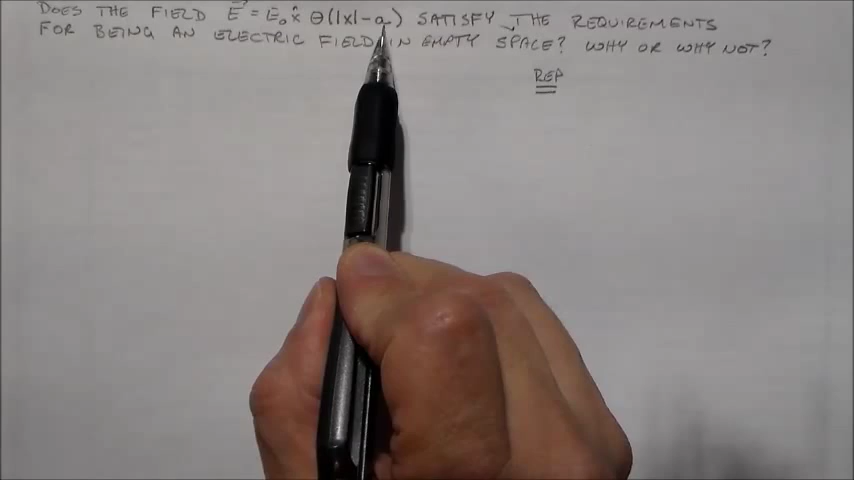 DOES THE FIELD E⃗ = E₀ x̂ Θ(|x|-a) SATISFY THE REQUIREMENTS
FOR BEING AN ELECTRIC FIELD IN EMPTY SPACE? WHY OR WHY NOT?
REP